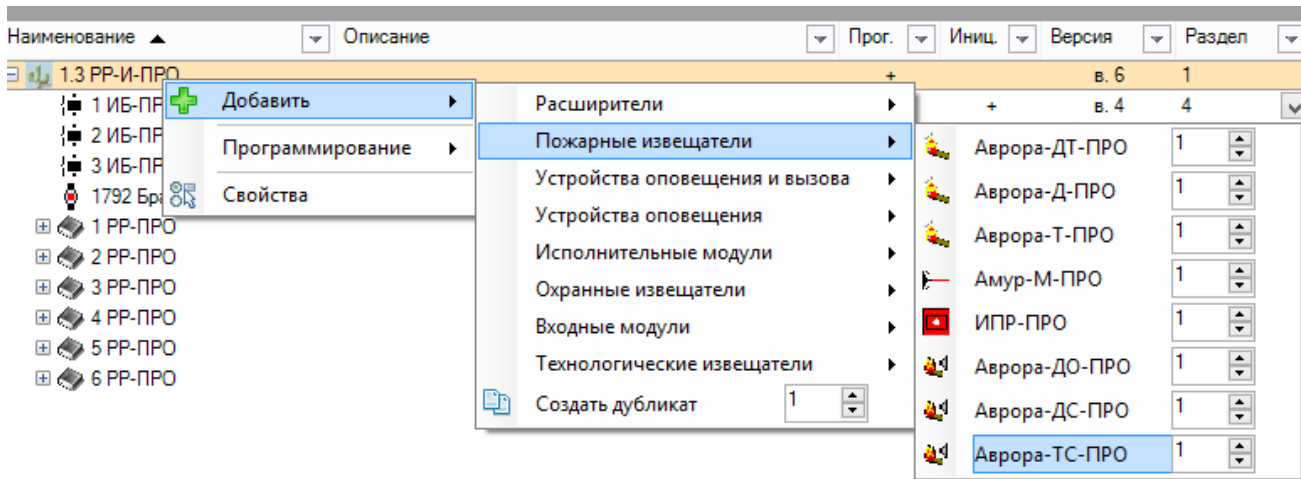 Наименование Описание Прог. Иниц. Версия Раздел
1.3 РР-И-ПРО + в. 6 1
1 ИБ-ПР + в. 4 4
2 ИБ-ПР
3 ИБ-ПР
1792 Бра
1 РР-ПРО
2 РР-ПРО
3 РР-ПРО
4 РР-ПРО
5 РР-ПРО
6 РР-ПРО
Добавить
Программирование
Свойства
Расширители
Пожарные извещатели
Устройства оповещения и вызова
Устройства оповещения
Исполнительные модули
Охранные извещатели
Входные модули
Технологические извещатели
Создать дубликат 1
Аврора-ДТ-ПРО 1
Аврора-Д-ПРО 1
Аврора-Т-ПРО 1
Амур-М-ПРО 1
ИПР-ПРО 1
Аврора-ДО-ПРО 1
Аврора-ДС-ПРО 1
Аврора-ТС-ПРО 1